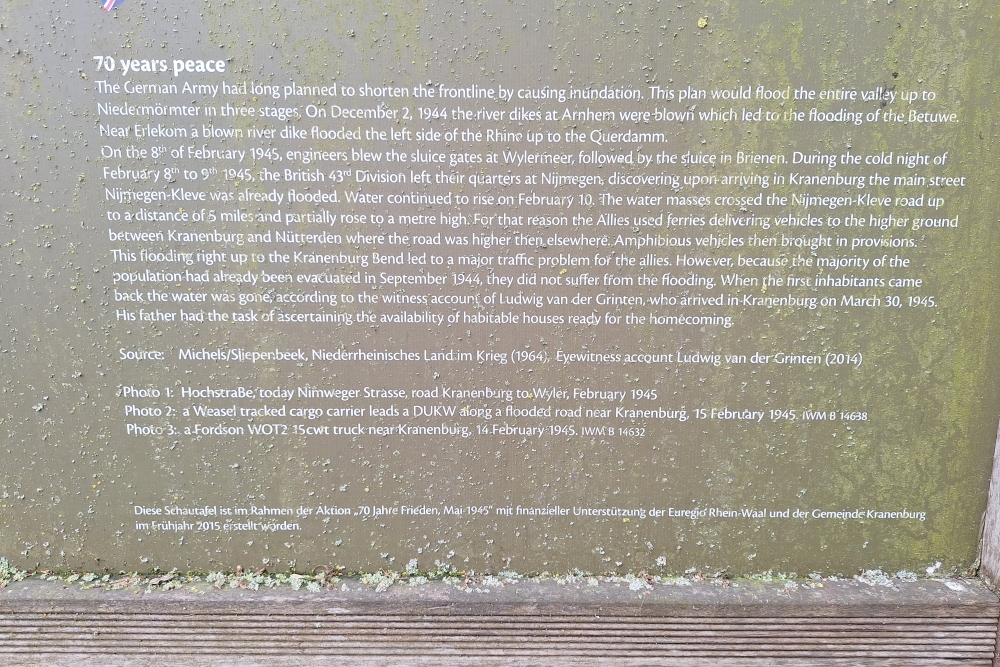 70 years peace
The German Army had long planned to shorten the frontline by causing inundation. This plan would flood the entire valley up to
Niedermörmter in three stages. On December 2, 1944 the river dikes at Arnhem were blown which led to the flooding of the Betuwe.
Near Erlekom a blown river dike flooded the left side of the Rhine up to the Querdamm.
On the 8th of February 1945, engineers blew the sluice gates at Wylermeer, followed by the sluice in Brienen. During the cold night of
February 8th to 9th 1945, the British 43rd Division left their quarters at Nijmegen, discovering upon arriving in Kranenburg the main street
Nijmegen-Kleve was already flooded. Water continued to rise on February 10. The water masses crossed the Nijmegen-Kleve road up
to a distance of 5 miles and partially rose to a metre high. For that reason the Allies used ferries delivering vehicles to the higher ground
between Kranenburg and Nütterden where the road was higher then elsewhere. Amphibious vehicles then brought in provisions.
This flooding right up to the Kranenburg Bend led to a major traffic problem for the allies. However, because the majority of the
population had already been evacuated in September 1944, they did not suffer from the flooding. When the first inhabitants came
back the water was gone, according to the witness account of Ludwig van der Grinten, who arrived in Kranenburg on March 30, 1945.
His father had the task of ascertaining the availability of habitable houses ready for the homecoming.
Source: Michels/Sliepenbeek, Niederrheinisches Land im Krieg (1964), Eyewitness account Ludwig van der Grinten (2014)
Photo 1: Hochstraße, today Nimweger Strasse, road Kranenburg to Wyler, February 1945
Photo 2: a Weasel tracked cargo carrier leads a DUKW along a flooded road near Kranenburg, 15 February 1945. IWM B 14638
Photo 3: a Fordson WOT2 15cwt truck near Kranenburg, 14 February 1945. IWM B 14632
Diese Schautafel ist im Rahmen der Aktion „70 Jahre Frieden, Mai 1945" mit finanzieller Unterstützung der Euregio Rhein-Waal und der Gemeinde Kranenburg
im Frühjahr 2015 erstellt worden.